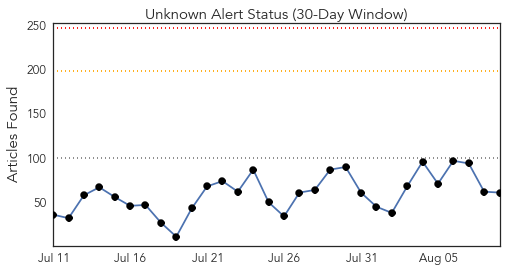 Unknown Alert Status (30-Day Window)
250
200
150
100
50
Articles Found
Jul 11 Jul 16 Jul 21 Jul 26 Jul 31 Aug 05